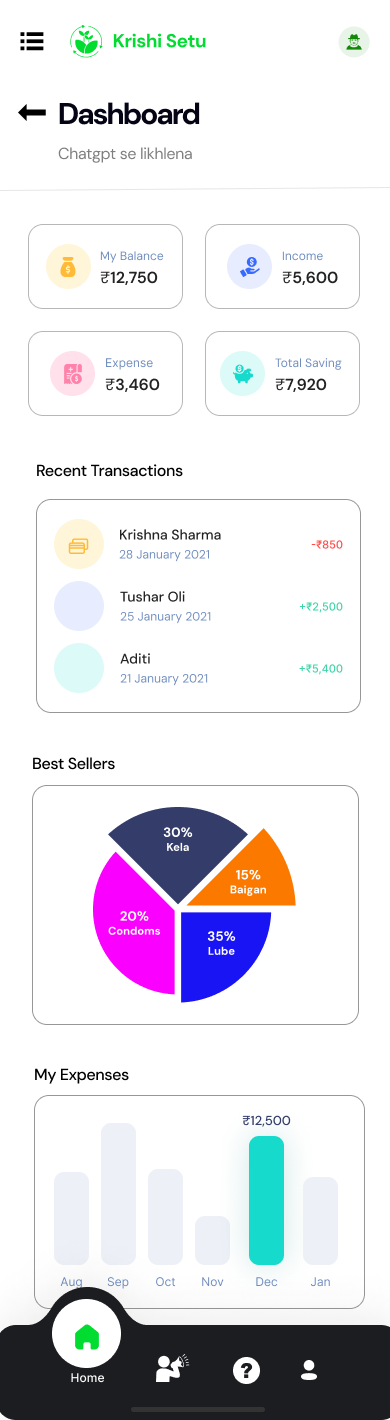 Krishi Setu
Dashboard
Chatgpt se likhlena
My Balance
₹12,750
Income
₹5,600
Expense
₹3,460
Total Saving
₹7,920
Recent Transactions
Krishna Sharma
28 January 2021
-₹850
Tushar Oli
25 January 2021
+₹2,500
Aditi
21 January 2021
+₹5,400
Best Sellers
30%
Kela
15%
Baigan
20%
Condoms
35%
Lube
My Expenses
₹12,500
Aug Sep Oct Nov Dec Jan
Home
?